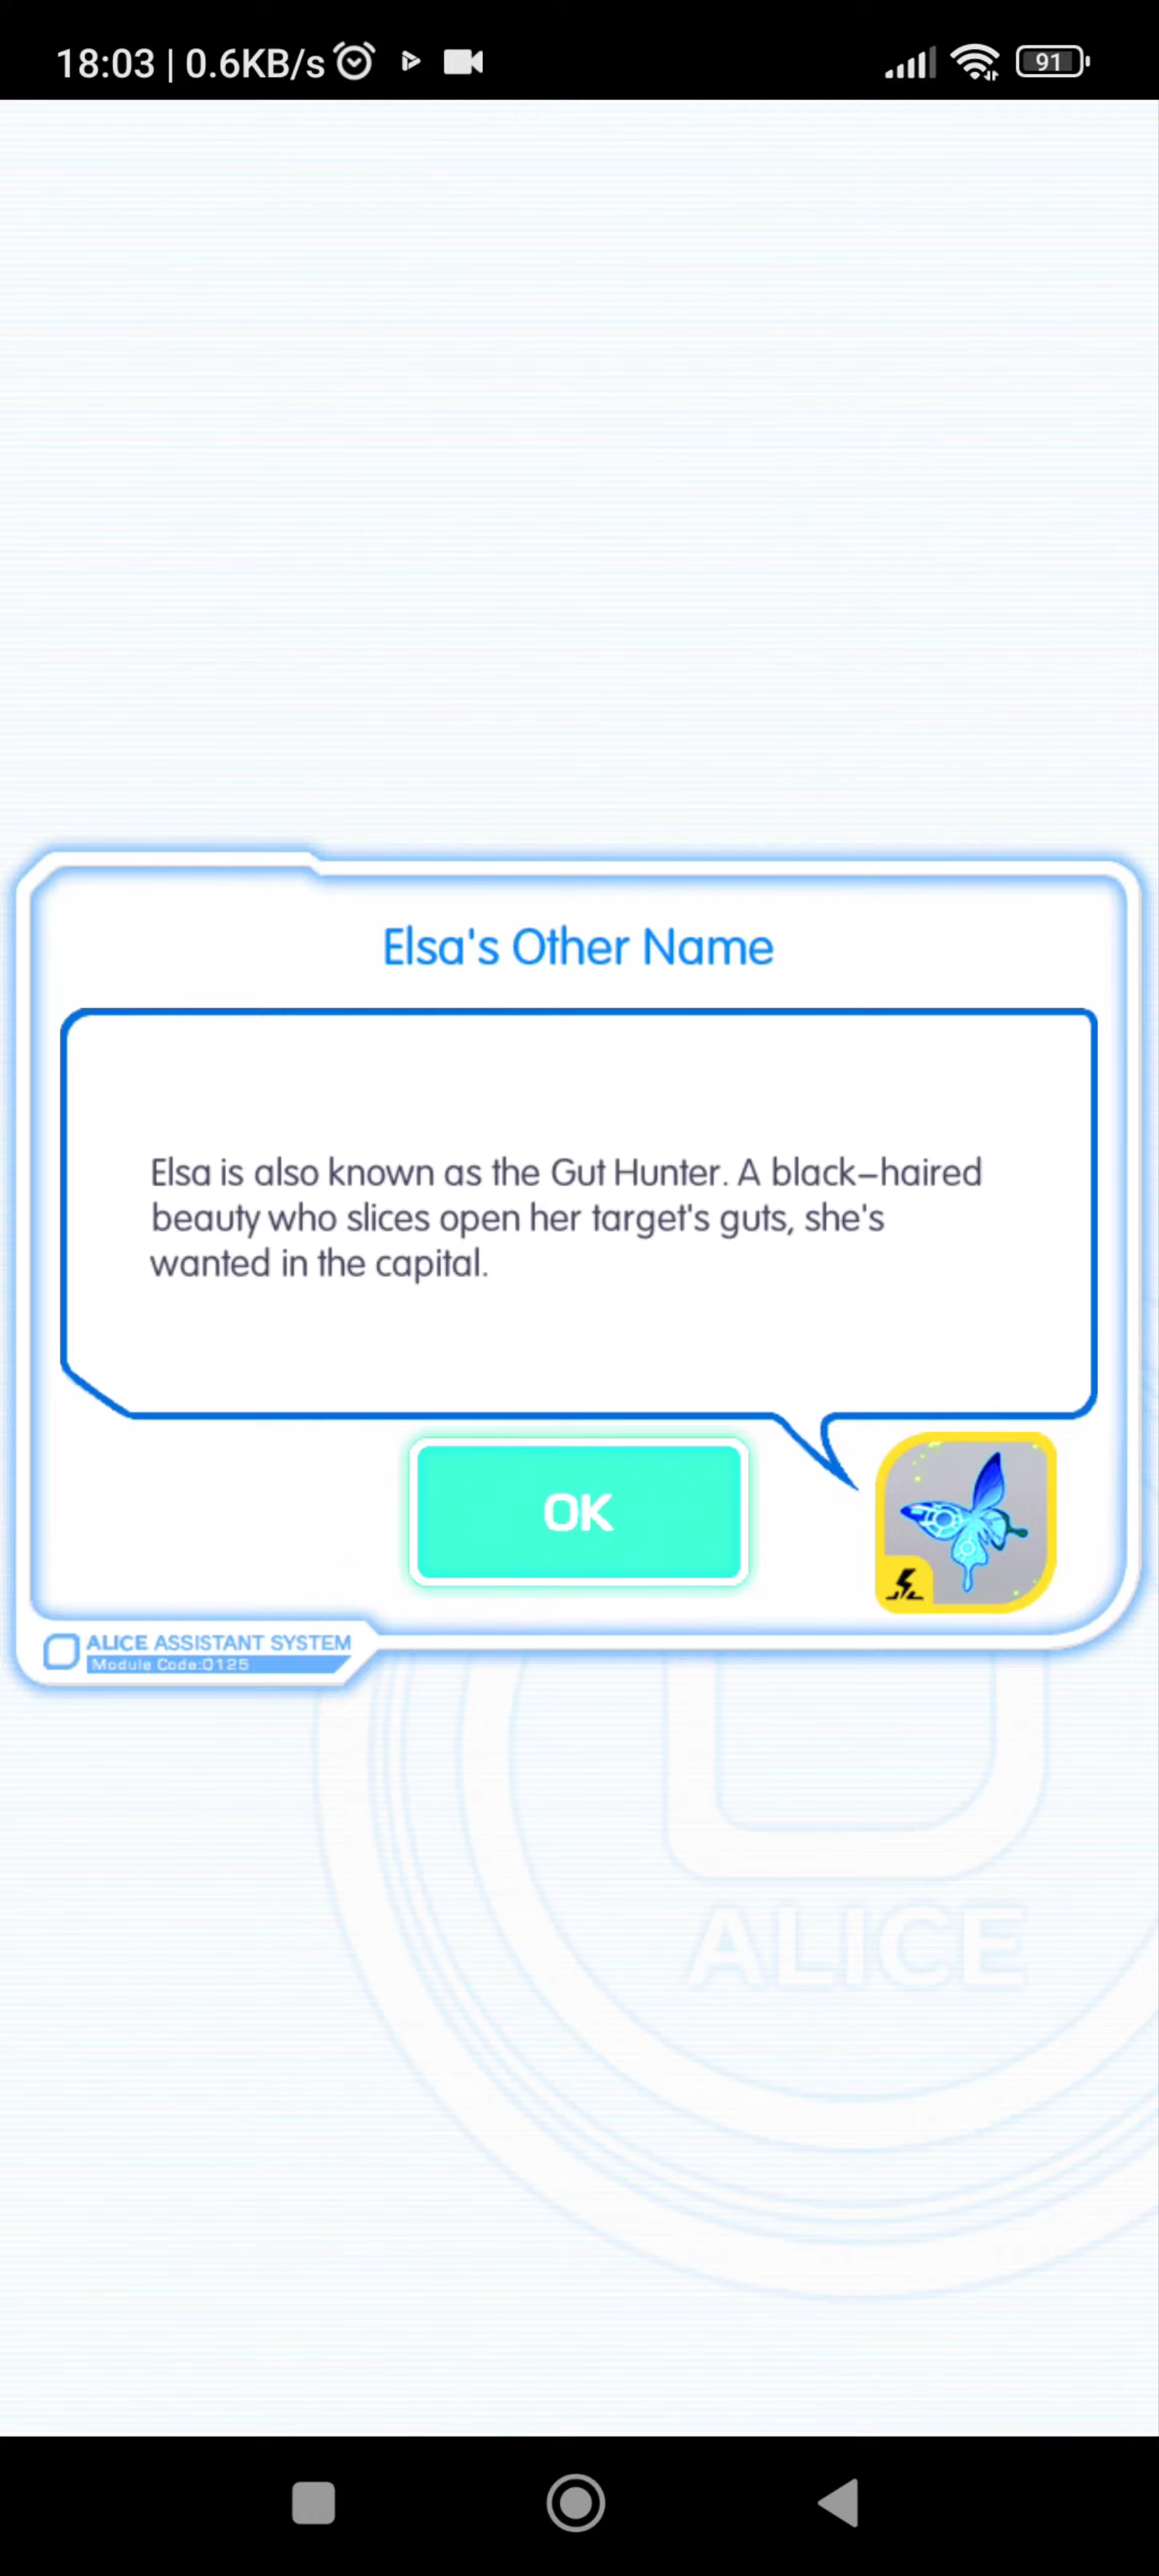 18:03 | 0.6KB/s
91
Elsa's Other Name
Elsa is also known as the Gut Hunter. A black-haired
beauty who slices open her target's guts, she's
wanted in the capital.
OK
ALICE ASSISTANT SYSTEM
Module Code:0125
ALICE